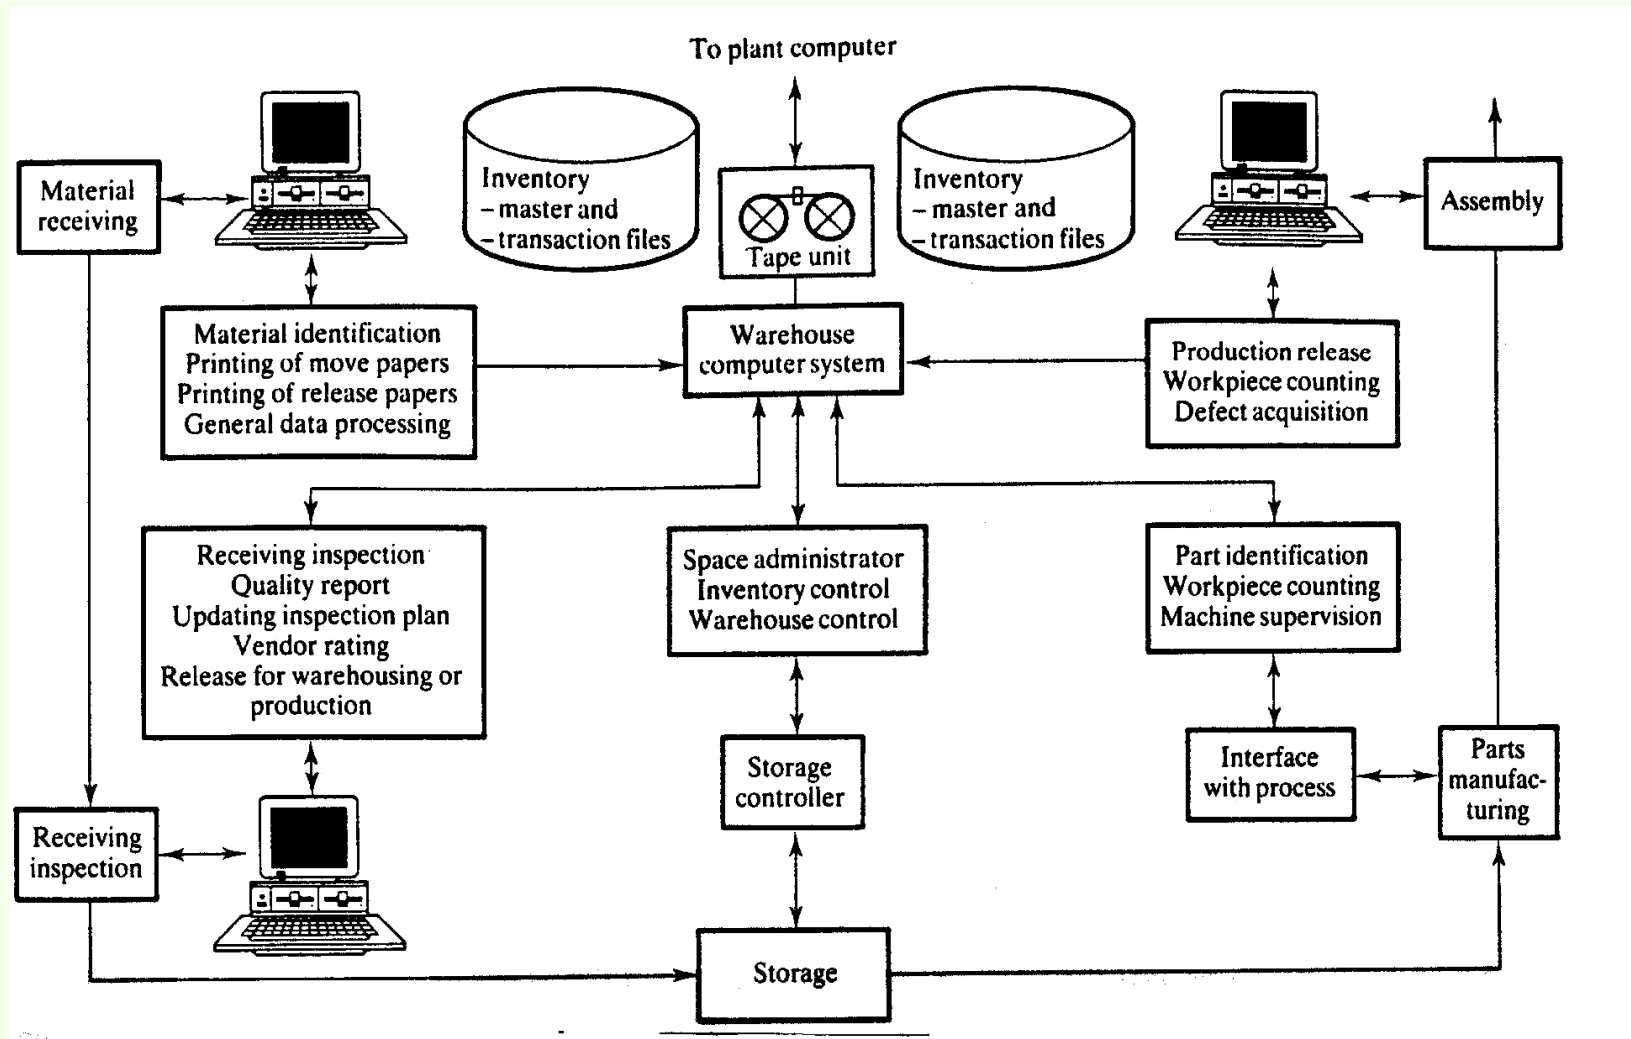 To plant computer
Material
receiving
Inventory
– master and
– transaction files
Tape unit
Inventory
– master and
– transaction files
Assembly
Material identification
Printing of move papers
Printing of release papers
General data processing
Warehouse
computer system
Production release
Workpiece counting
Defect acquisition
Receiving inspection
Quality report
Updating inspection plan
Vendor rating
Release for warehousing or
production
Space administrator
Inventory control
Warehouse control
Part identification
Workpiece counting
Machine supervision
Storage
controller
Interface
with process
Parts
manufac-
turing
Receiving
inspection
Storage